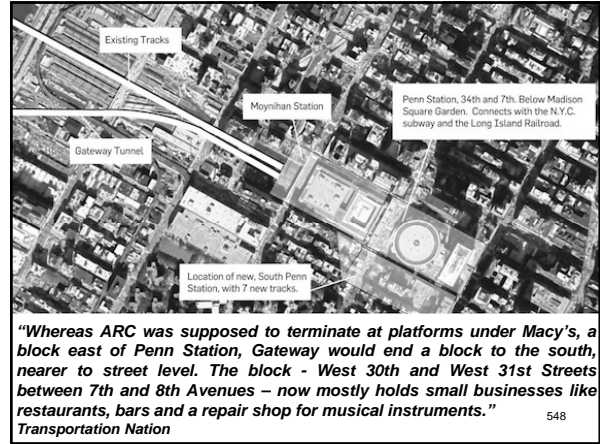 Existing Tracks
Moynihan Station
Penn Station, 34th and 7th. Below Madison
Square Garden. Connects with the N.Y.C.
subway and the Long Island Railroad.
Gateway Tunnel
Location of new, South Penn
Station, with 7 new tracks.
“Whereas ARC was supposed to terminate at platforms under Macy’s, a
block east of Penn Station, Gateway would end a block to the south,
nearer to street level. The block - West 30th and West 31st Streets
between 7th and 8th Avenues – now mostly holds small businesses like
restaurants, bars and a repair shop for musical instruments.”
Transportation Nation
548